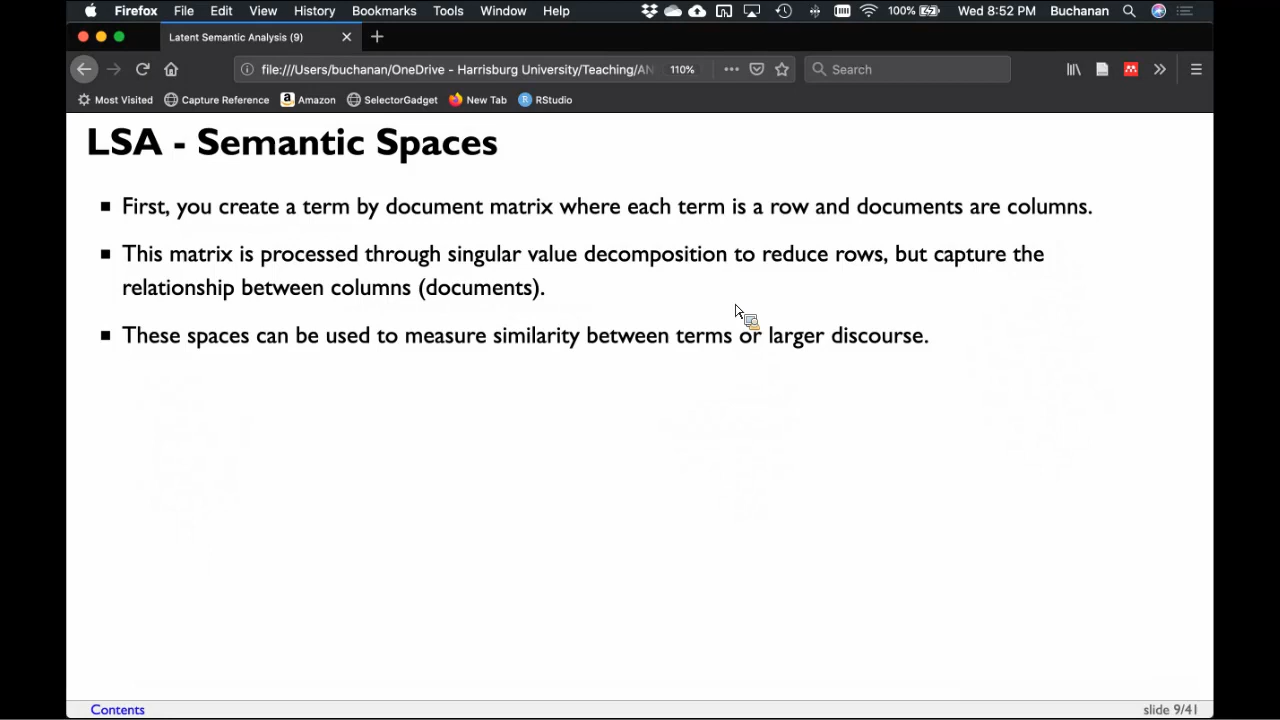 Firefox File Edit View History Bookmarks Tools Window Help 100% Wed 8:52 PM Buchanan
Latent Semantic Analysis (9)
file:///Users/buchanan/OneDrive - Harrisburg University/Teaching/AN 110% Search
Most Visited Capture Reference Amazon SelectorGadget New Tab RStudio
LSA - Semantic Spaces
First, you create a term by document matrix where each term is a row and documents are columns.
This matrix is processed through singular value decomposition to reduce rows, but capture the
relationship between columns (documents).
These spaces can be used to measure similarity between terms or larger discourse.
Contents slide 9/41